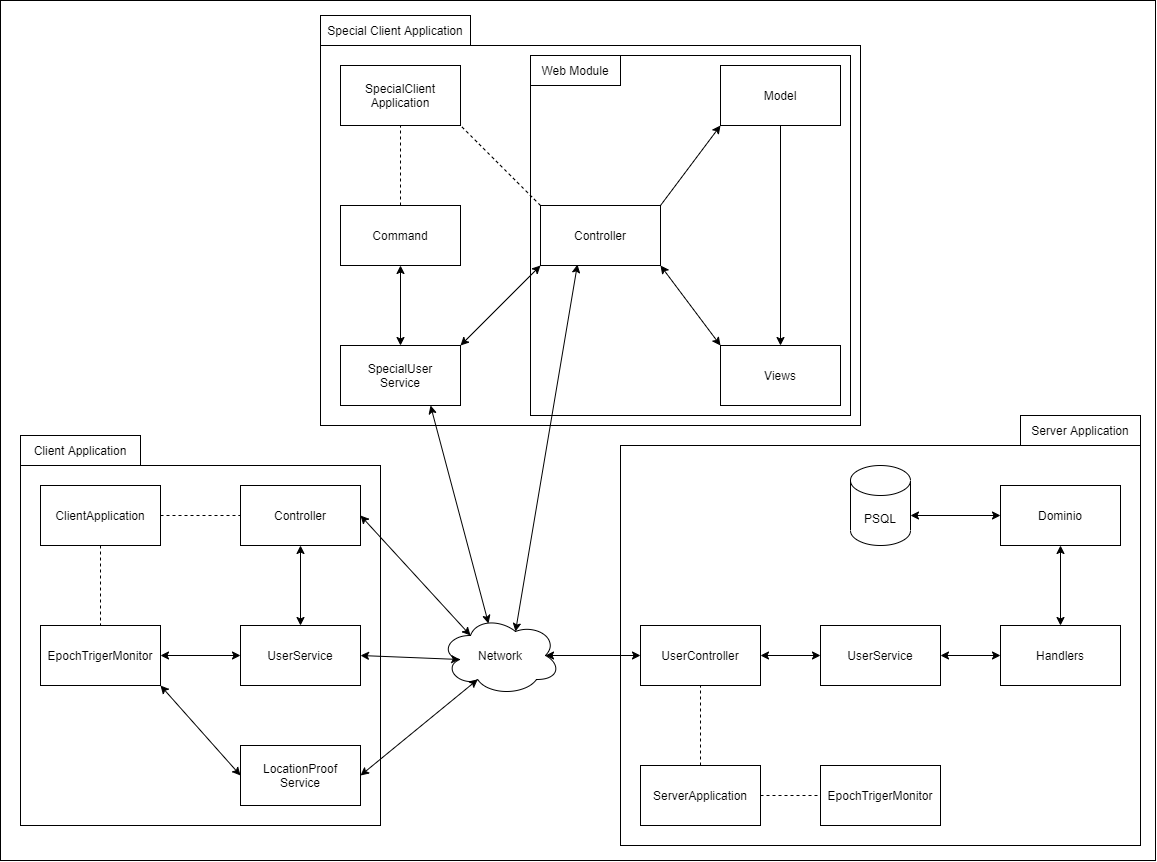 Special Client Application
Web Module
SpecialClient
Application
Model
Command
Controller
SpecialUser
Service
Views
Client Application
ClientApplication
Controller
EpochTrigerMonitor
UserService
LocationProof
Service
Network
Server Application
PSQL
Dominio
UserController
UserService
Handlers
ServerApplication
EpochTrigerMonitor